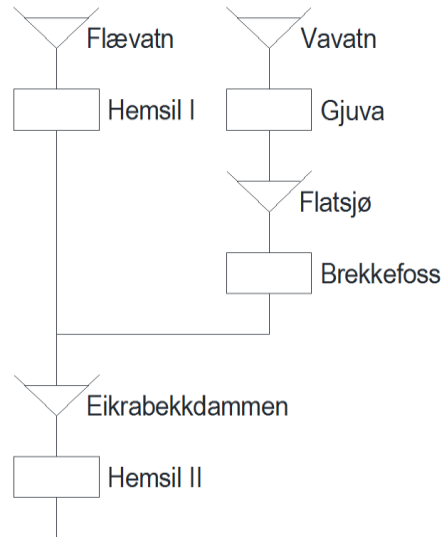 Flævatn
Vavatn
Hemsil I
Gjuva
Flatsjø
Brekkefoss
Eikrabekkdammen
Hemsil II